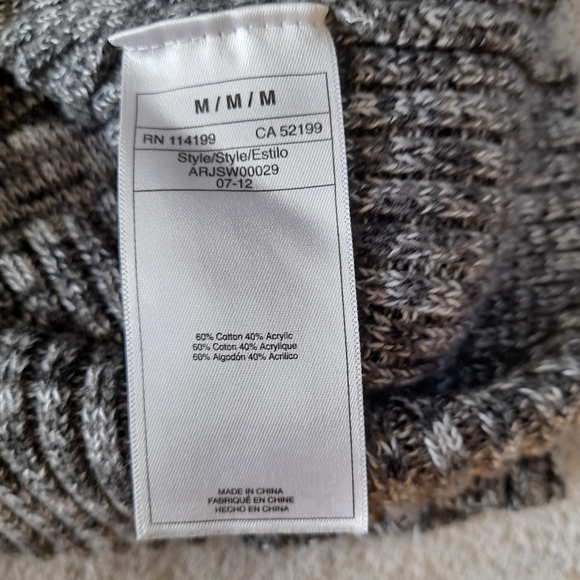 M / M / M
RN 114199 CA 52199
Style/Style/Estilo
ARJSW00029
07-12
60% Cotton 40% Acrylic
60% Coton 40% Acrylique
60% Algodón 40% Acrilico
MADE IN CHINA
FABRIQUÉ EN CHINE
HECHO EN CHINA